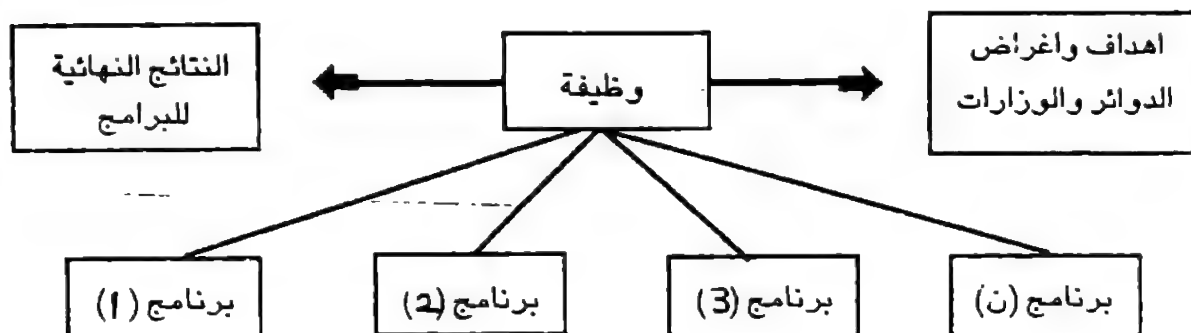 اهداف واغراض
الدوائر والوزارات
وظيفة
النتائج النهائية
للبرامج
برنامج (ن)
برنامج (3)
برنامج (2)
برنامج (1)